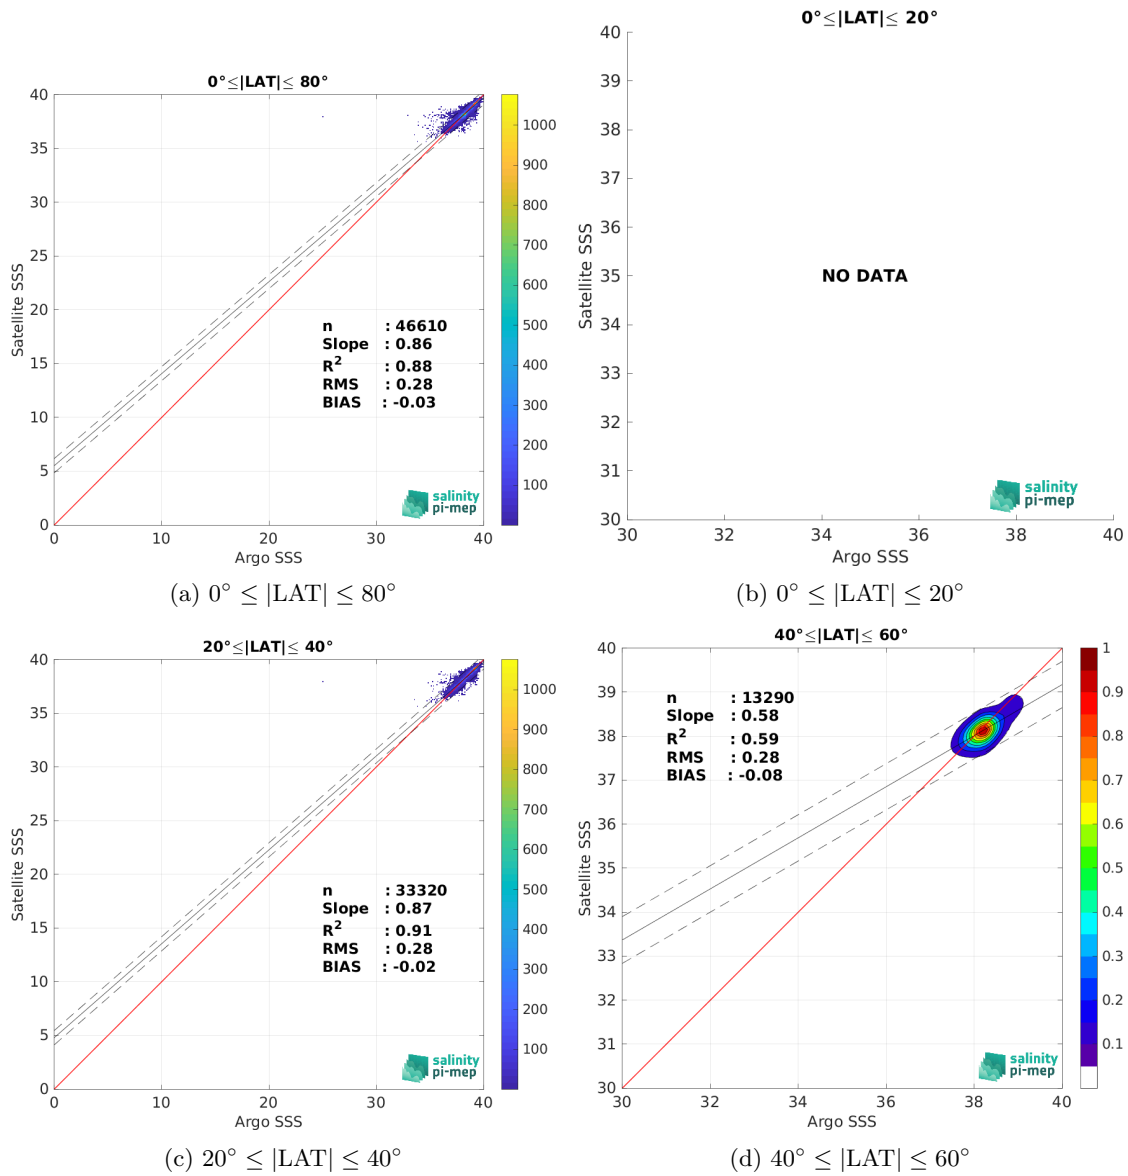 0°≤|LAT|≤ 80°
40
35
30
25
20
15
10
5
0
Satellite SSS
n : 46610
Slope : 0.86
R² : 0.88
RMS : 0.28
BIAS : -0.03
salinity
pi-mep
0 10 20 30 40
Argo SSS
1000
900
800
700
600
500
400
300
200
100
(a) 0° ≤ |LAT| ≤ 80°
0°≤|LAT|≤ 20°
40
39
38
37
36
35
34
33
32
31
30
Satellite SSS
NO DATA
salinity
pi-mep
30 32 34 36 38 40
Argo SSS
(b) 0° ≤ |LAT| ≤ 20°
20°≤|LAT|≤ 40°
40
35
30
25
20
15
10
5
0
Satellite SSS
n : 33320
Slope : 0.87
R² : 0.91
RMS : 0.28
BIAS : -0.02
salinity
pi-mep
0 10 20 30 40
Argo SSS
1000
900
800
700
600
500
400
300
200
100
(c) 20° ≤ |LAT| ≤ 40°
40°≤|LAT|≤ 60°
40
39
38
37
36
35
34
33
32
31
30
Satellite SSS
n : 13290
Slope : 0.58
R² : 0.59
RMS : 0.28
BIAS : -0.08
salinity
pi-mep
30 32 34 36 38 40
Argo SSS
1
0.9
0.8
0.7
0.6
0.5
0.4
0.3
0.2
0.1
(d) 40° ≤ |LAT| ≤ 60°